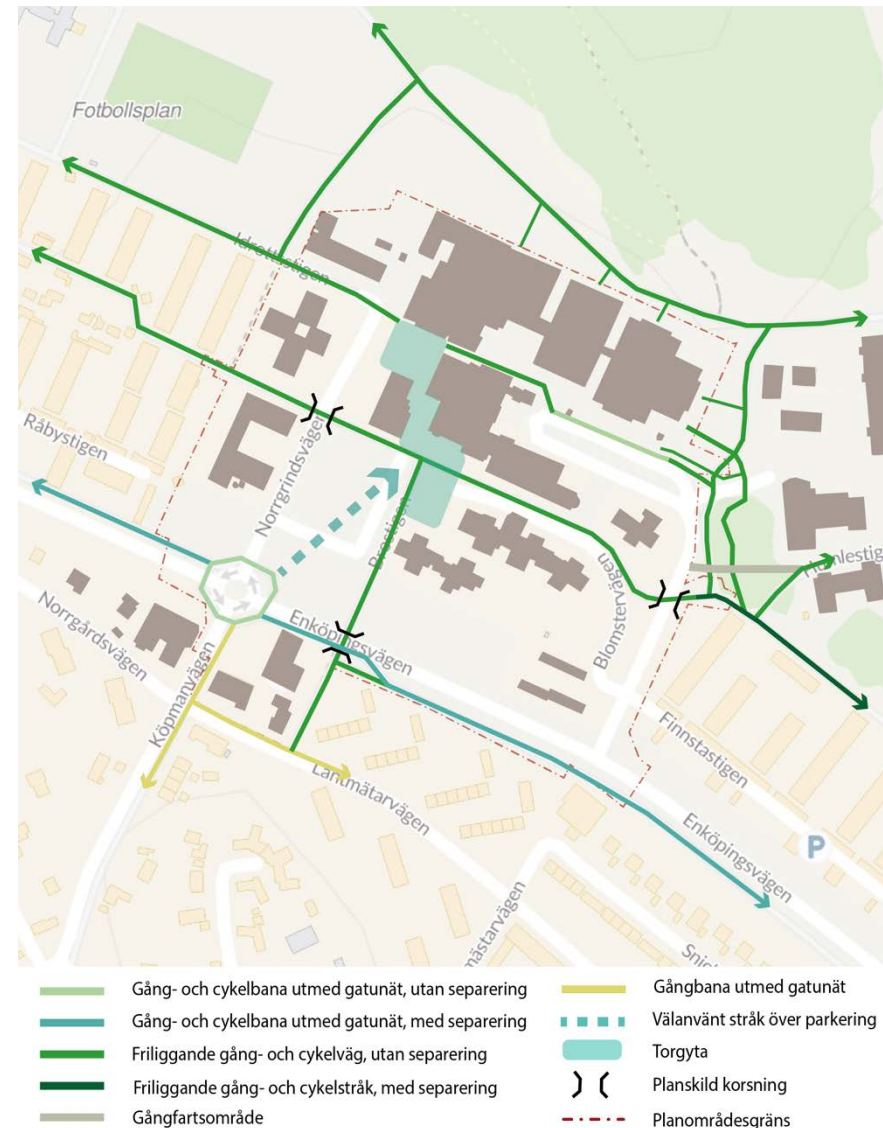 Fotbollsplan
Idrottsstigen
Råbystigen
Norrgrindsvägen
Brostigen
Blomstervägen
Norrgårdsvägen
Enköpingsvägen
Köpmanvägen
Finnstastigen
Lantmätarvägen
Enköpingsvägen
P
Gång- och cykelbana utmed gatunät, utan separering
Gång- och cykelbana utmed gatunät, med separering
Friliggande gång- och cykelväg, utan separering
Friliggande gång- och cykelstråk, med separering
Gångfartsområde
Gångbana utmed gatunät
Välanvänt stråk över parkering
Torgyta
Planskild korsning
Planområdesgräns